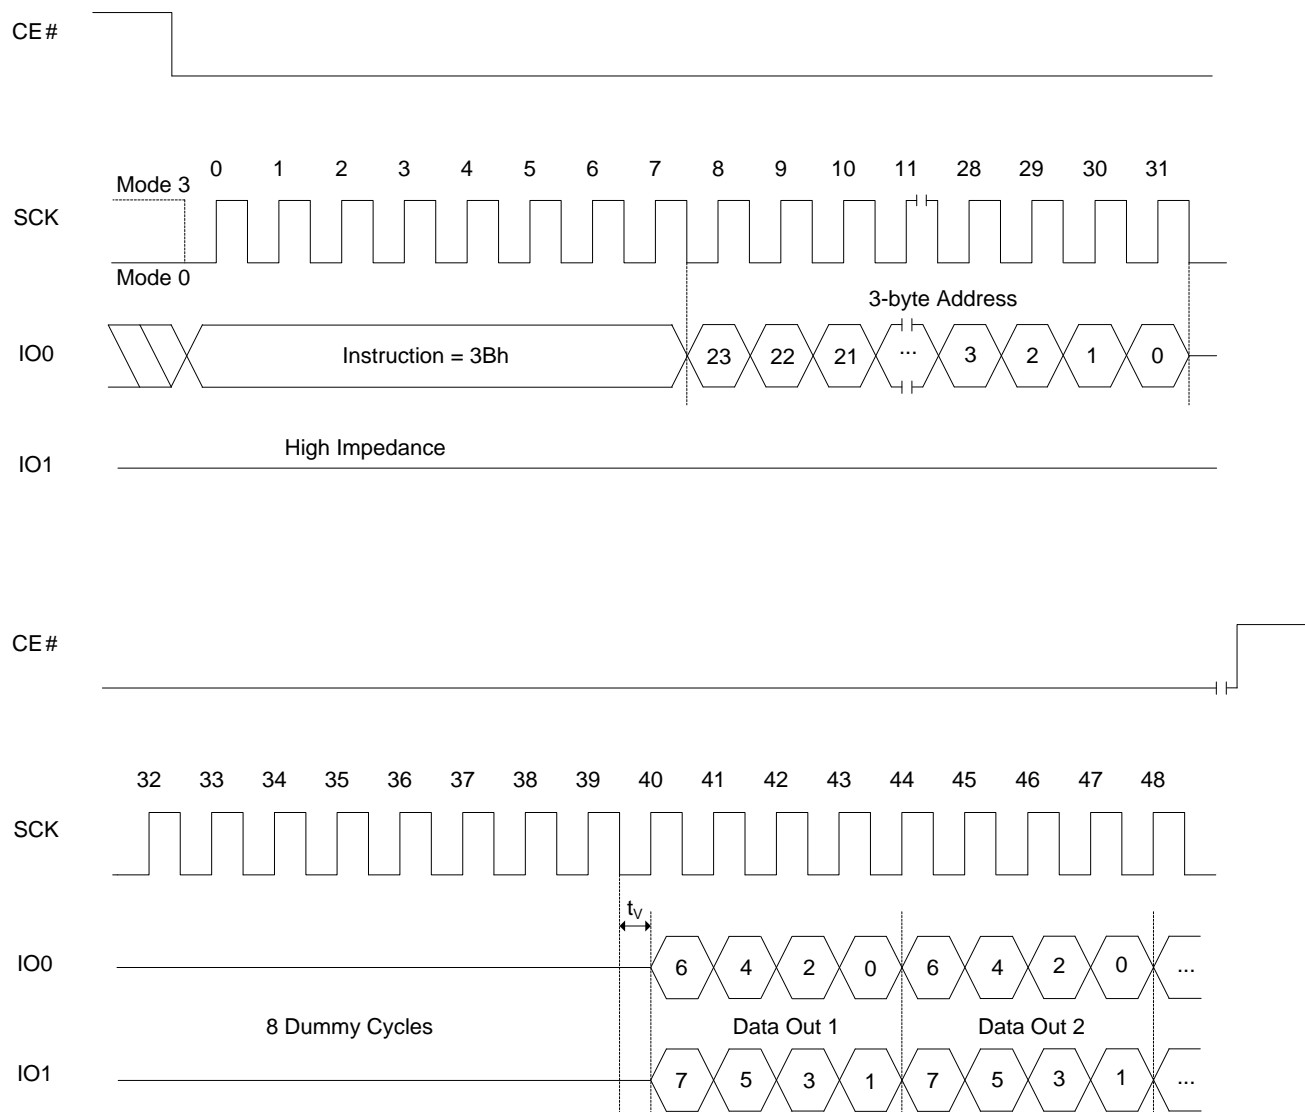 CE#
0 1 2 3 4 5 6 7 8 9 10 11 28 29 30 31
Mode 3
SCK
Mode 0
3-byte Address
IO0 Instruction = 3Bh 23 22 21 ... 3 2 1 0
High Impedance
IO1
CE#
32 33 34 35 36 37 38 39 40 41 42 43 44 45 46 47 48
SCK
tV
IO0 6 4 2 0 6 4 2 0 ...
8 Dummy Cycles Data Out 1 Data Out 2
IO1 7 5 3 1 7 5 3 1 ...